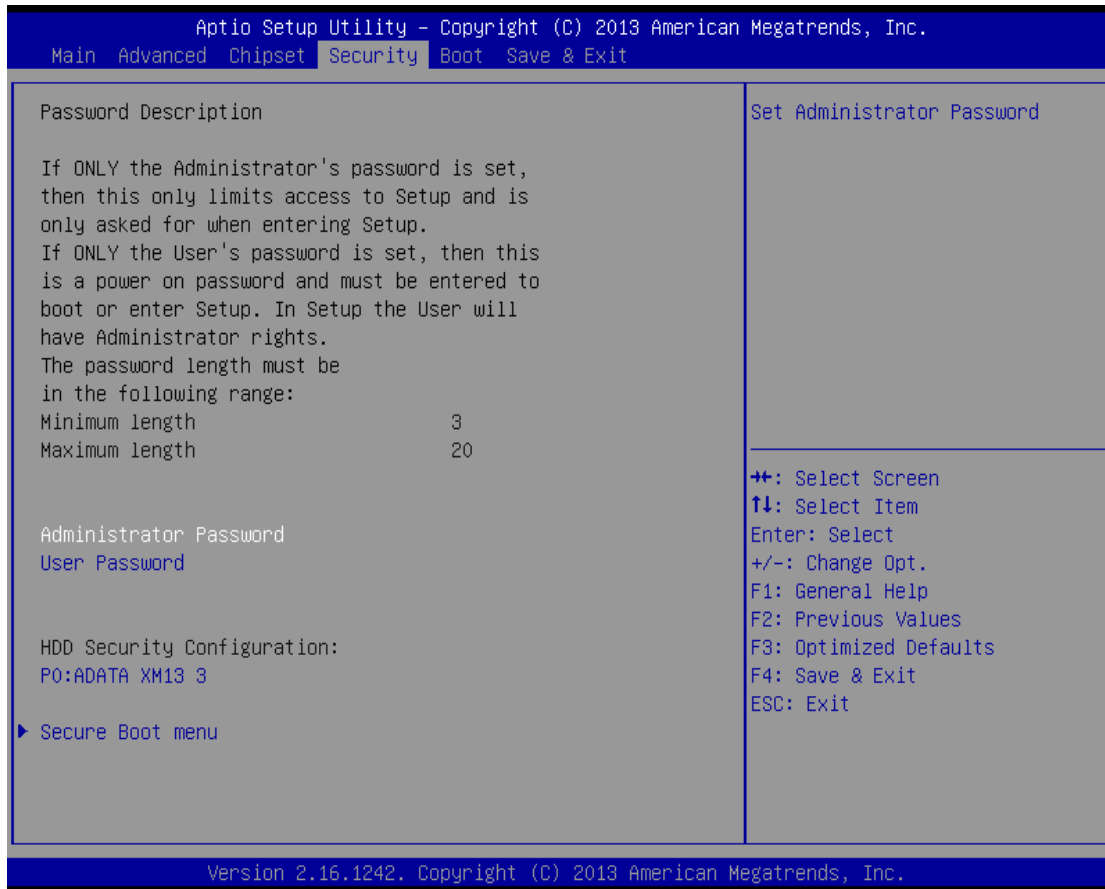 Aptio Setup Utility – Copyright (C) 2013 American Megatrends, Inc.
Main Advanced Chipset Security Boot Save & Exit
Password Description
If ONLY the Administrator's password is set,
then this only limits access to Setup and is
only asked for when entering Setup.
If ONLY the User's password is set, then this
is a power on password and must be entered to
boot or enter Setup. In Setup the User will
have Administrator rights.
The password length must be
in the following range:
Minimum length 3
Maximum length 20
Administrator Password
User Password
HDD Security Configuration:
P0:ADATA XM13 3
Secure Boot menu
Set Administrator Password
→←: Select Screen
↑↓: Select Item
Enter: Select
+/-: Change Opt.
F1: General Help
F2: Previous Values
F3: Optimized Defaults
F4: Save & Exit
ESC: Exit
Version 2.16.1242. Copyright (C) 2013 American Megatrends, Inc.